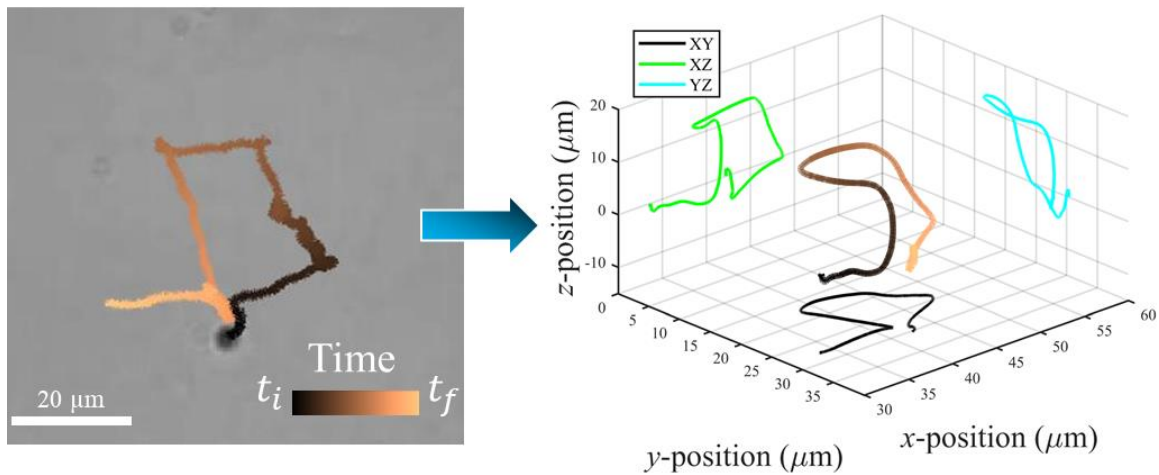 Time
t_i t_f
20 μm
XY
XZ
YZ
z-position (μm)
20
10
0
-10
0
5
10
15
20
25
30
35
30
35
40
45
50
55
60
y-position (μm)
x-position (μm)